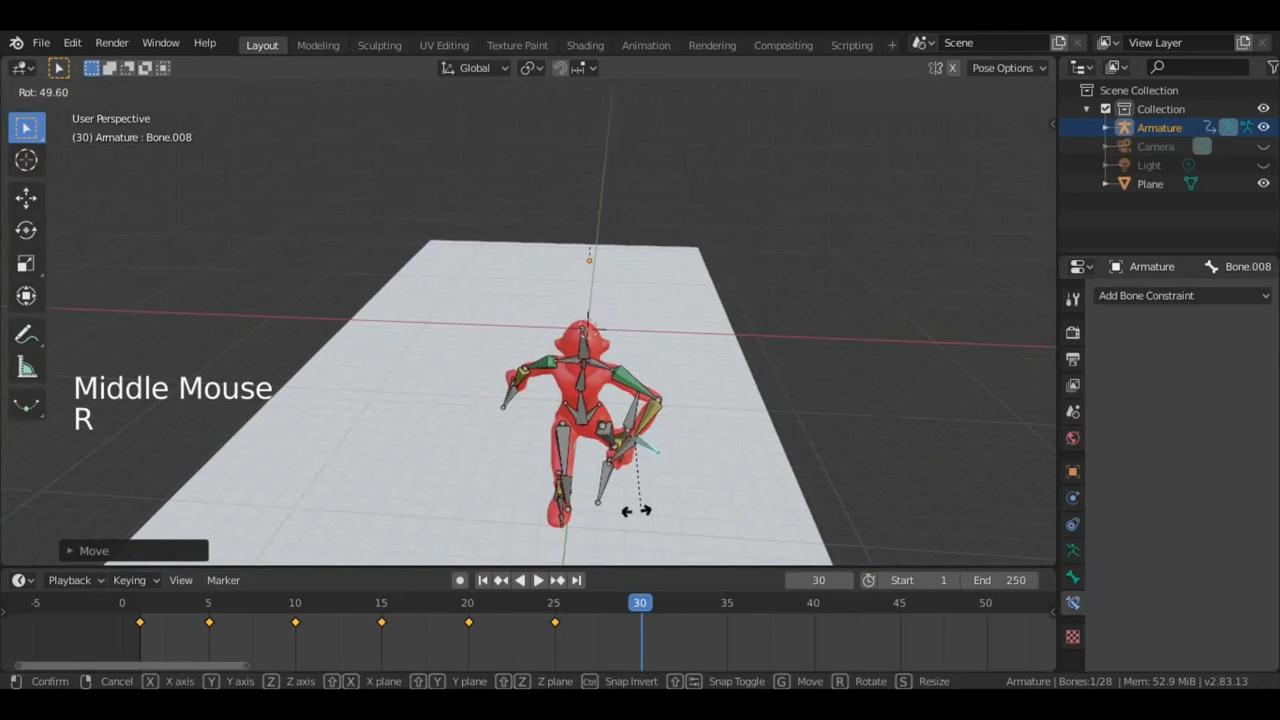 File Edit Render Window Help Layout Modeling Sculpting UV Editing Texture Paint Shading Animation Rendering Compositing Scripting + Scene View Layer
Global X Pose Options
Rot: 49.60
User Perspective
(30) Armature : Bone.008
Scene Collection
Collection
Armature
Camera
Light
Plane
Armature Bone.008
Add Bone Constraint
Middle Mouse
R
Move
Playback Keying View Marker 30 Start 1 End 250
-5 0 5 10 15 20 25 30 35 40 45 50
Confirm Cancel X X axis Y Y axis Z Z axis X X plane Y Y plane Z Z plane Ctrl Snap Invert Snap Toggle G Move R Rotate S Resize Armature | Bones:1/28 | Mem: 52.9 MiB | v2.83.13